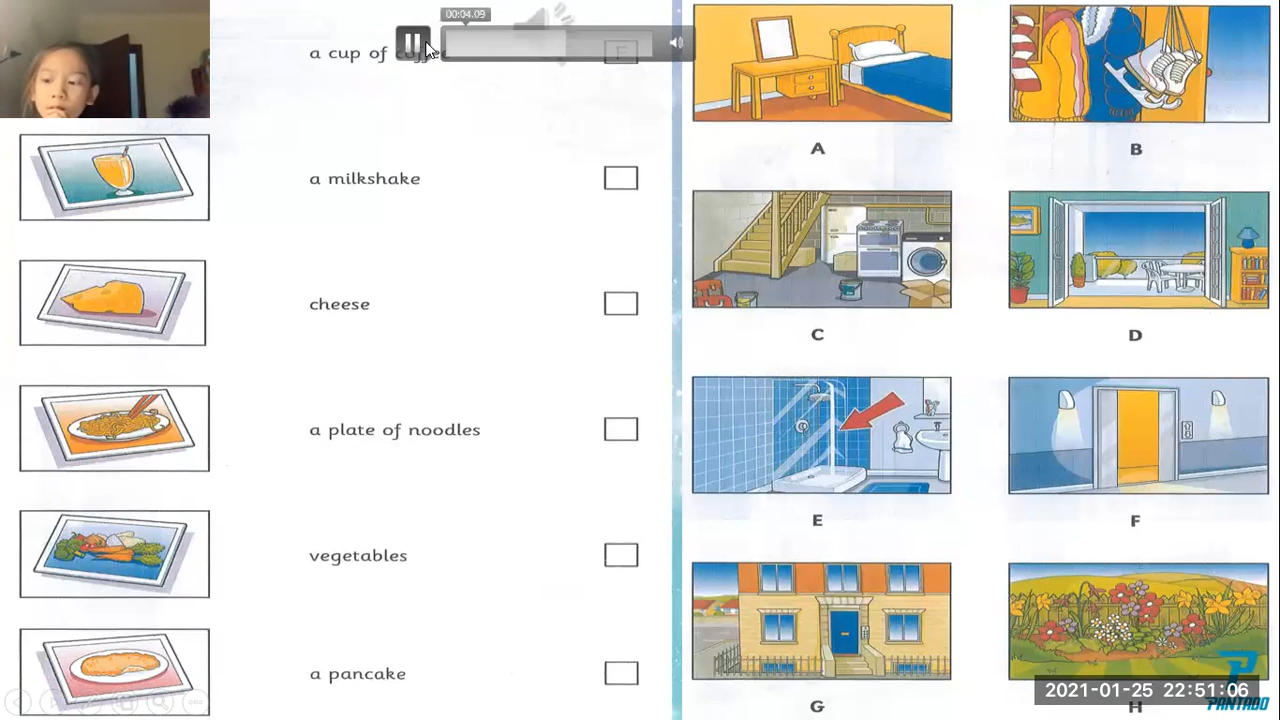 00:04.09
a cup of coffee
F
a milkshake
cheese
a plate of noodles
vegetables
a pancake
A
B
C
D
E
F
G
H
2021-01-25 22:51:06
PANTADO